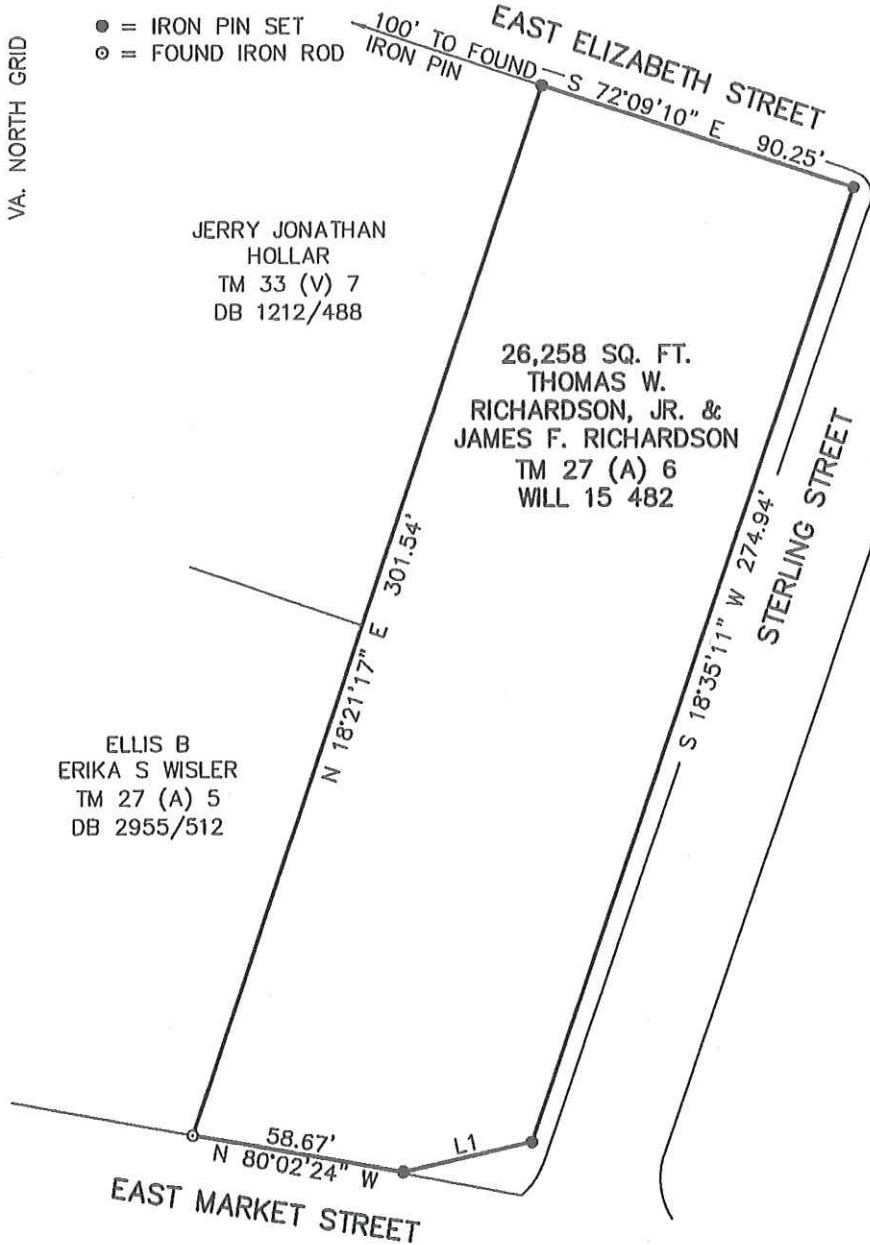 VA. NORTH GRID
● = IRON PIN SET
⊙ = FOUND IRON ROD
100' TO FOUND
IRON PIN
EAST ELIZABETH STREET
S 72°09'10" E 90.25'
JERRY JONATHAN
HOLLAR
TM 33 (V) 7
DB 1212/488
26,258 SQ. FT.
THOMAS W.
RICHARDSON, JR. &
JAMES F. RICHARDSON
TM 27 (A) 6
WILL 15 482
N 18°21'17" E 301.54'
S 18°35'11" W 274.94'
STERLING STREET
ELLIS B
ERIKA S WISLER
TM 27 (A) 5
DB 2955/512
58.67'
N 80°02'24" W
L1
EAST MARKET STREET